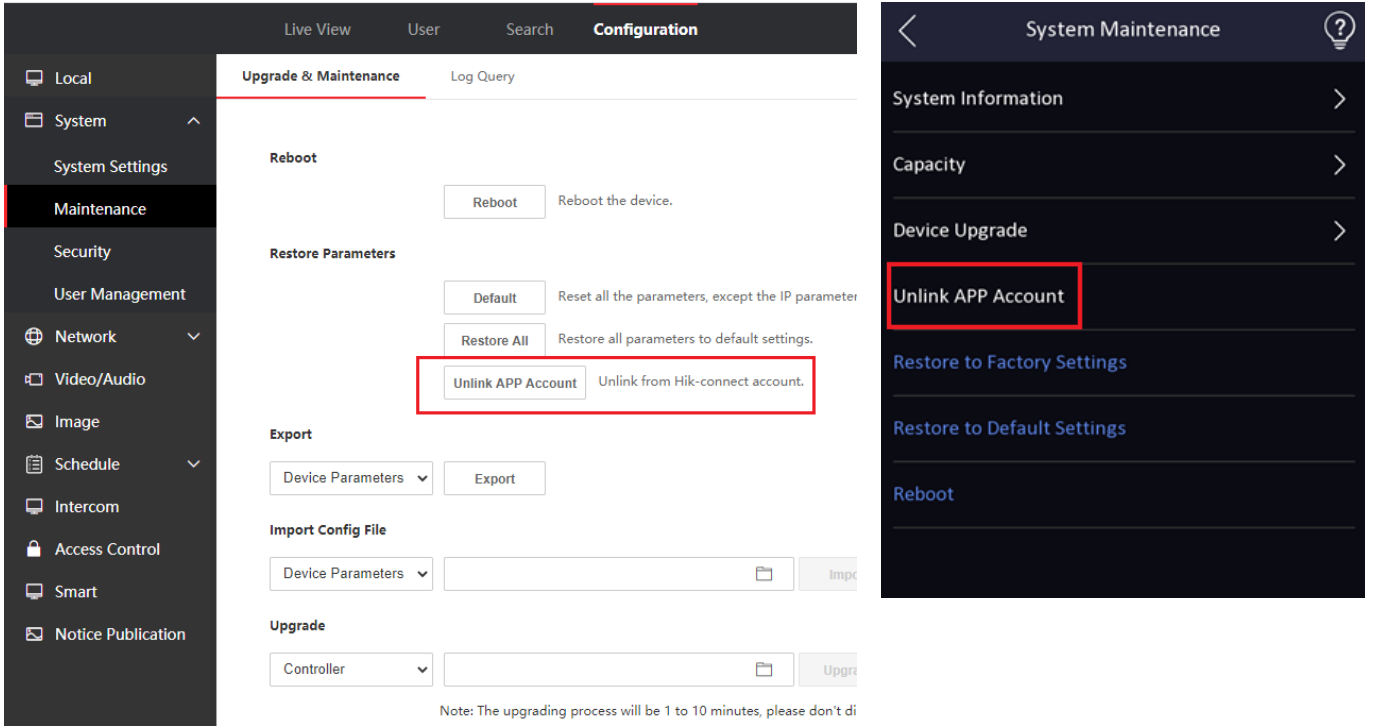 Live View User Search Configuration
Local
System
System Settings
Maintenance
Security
User Management
Network
Video/Audio
Image
Schedule
Intercom
Access Control
Smart
Notice Publication
Upgrade & Maintenance Log Query
Reboot
Reboot Reboot the device.
Restore Parameters
Default Reset all the parameters, except the IP parameter
Restore All Restore all parameters to default settings.
Unlink APP Account Unlink from Hik-connect account.
Export
Device Parameters Export
Import Config File
Device Parameters Impo
Upgrade
Controller Upgra
Note: The upgrading process will be 1 to 10 minutes, please don't di
System Maintenance
System Information
Capacity
Device Upgrade
Unlink APP Account
Restore to Factory Settings
Restore to Default Settings
Reboot